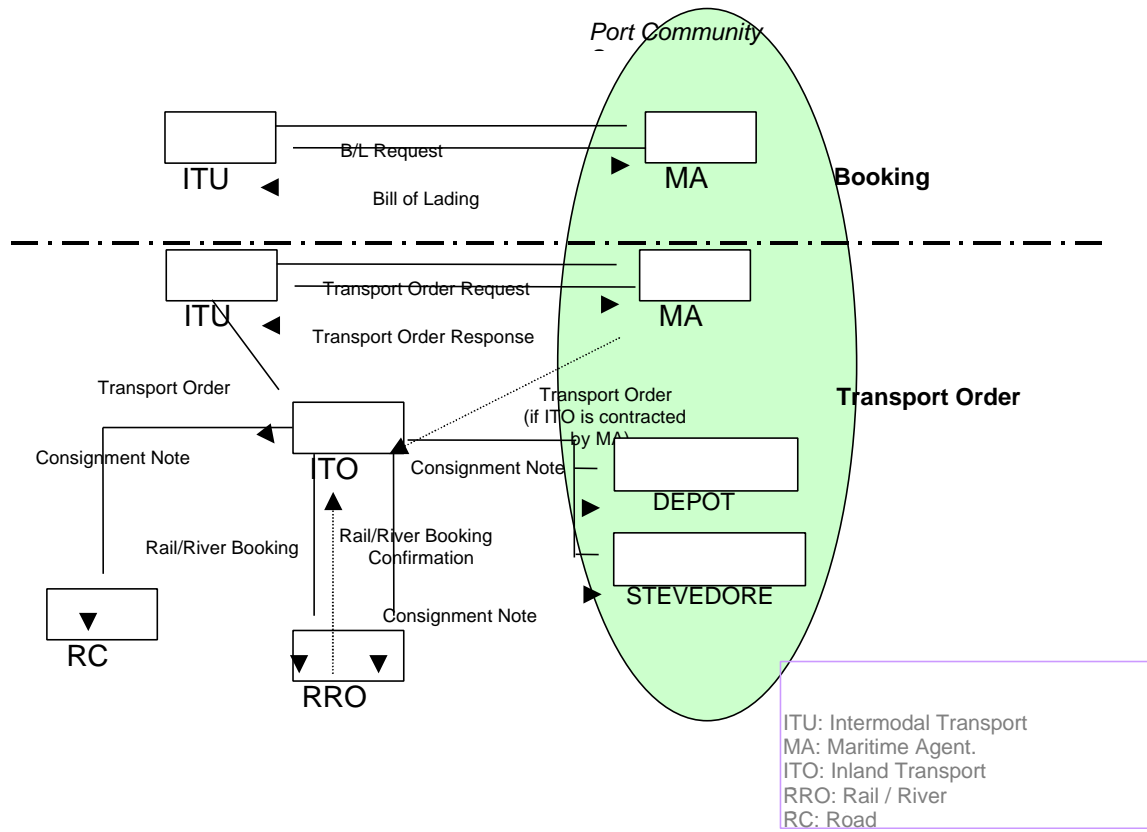 Port Community
B/L Request
ITU
MA
Booking
Bill of Lading
Transport Order Request
ITU
MA
Transport Order Response
Transport Order
Transport Order
(if ITO is contracted
by MA)
Transport Order
Consignment Note
ITO
Consignment Note
DEPOT
Rail/River Booking
Rail/River Booking
Confirmation
STEVEDORE
Consignment Note
RC
RRO
ITU: Intermodal Transport
MA: Maritime Agent.
ITO: Inland Transport
RRO: Rail / River
RC: Road